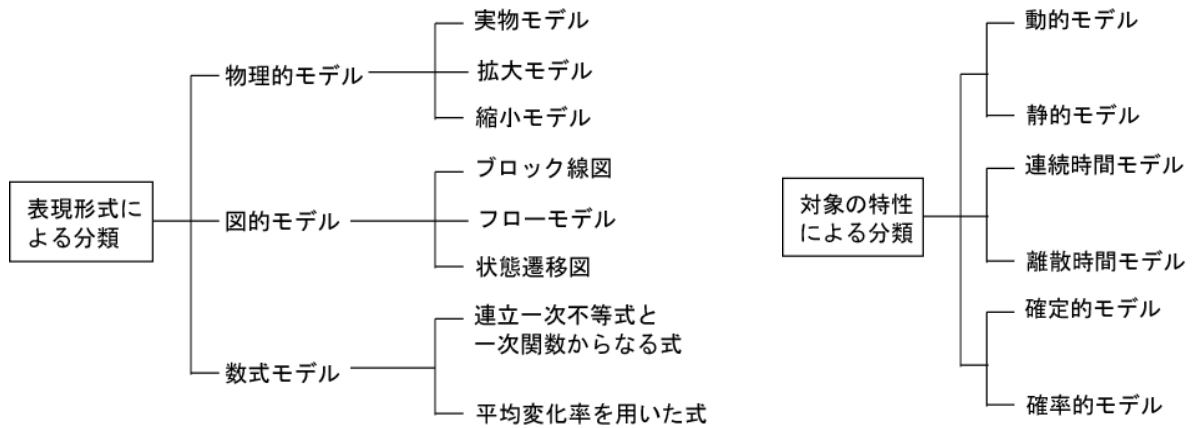 表現形式に
よる分類
物理的モデル
実物モデル
拡大モデル
縮小モデル
図的モデル
ブロック線図
フローモデル
状態遷移図
数式モデル
連立一次不等式と
一次関数からなる式
平均変化率を用いた式
対象の特性
による分類
動的モデル
静的モデル
連続時間モデル
離散時間モデル
確定的モデル
確率的モデル